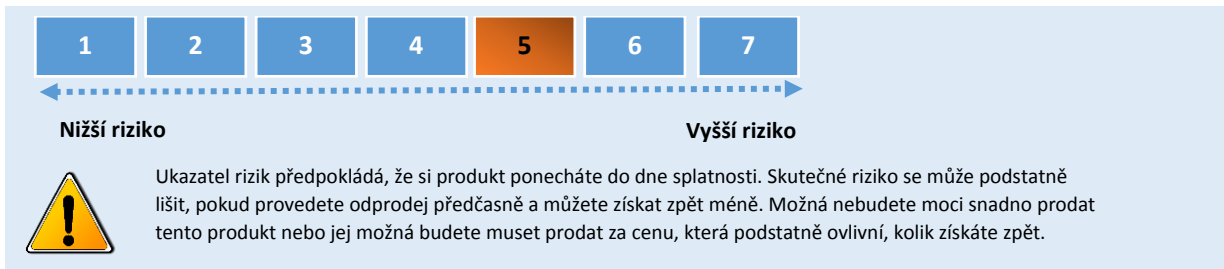 1 2 3 4 5 6 7
Nižší riziko Vyšší riziko
Ukazatel rizik předpokládá, že si produkt ponecháte do dne splatnosti. Skutečné riziko se může podstatně
lišit, pokud provedete odprodej předčasně a můžete získat zpět méně. Možná nebudete moci snadno prodat
tento produkt nebo jej možná budete muset prodat za cenu, která podstatně ovlivní, kolik získáte zpět.